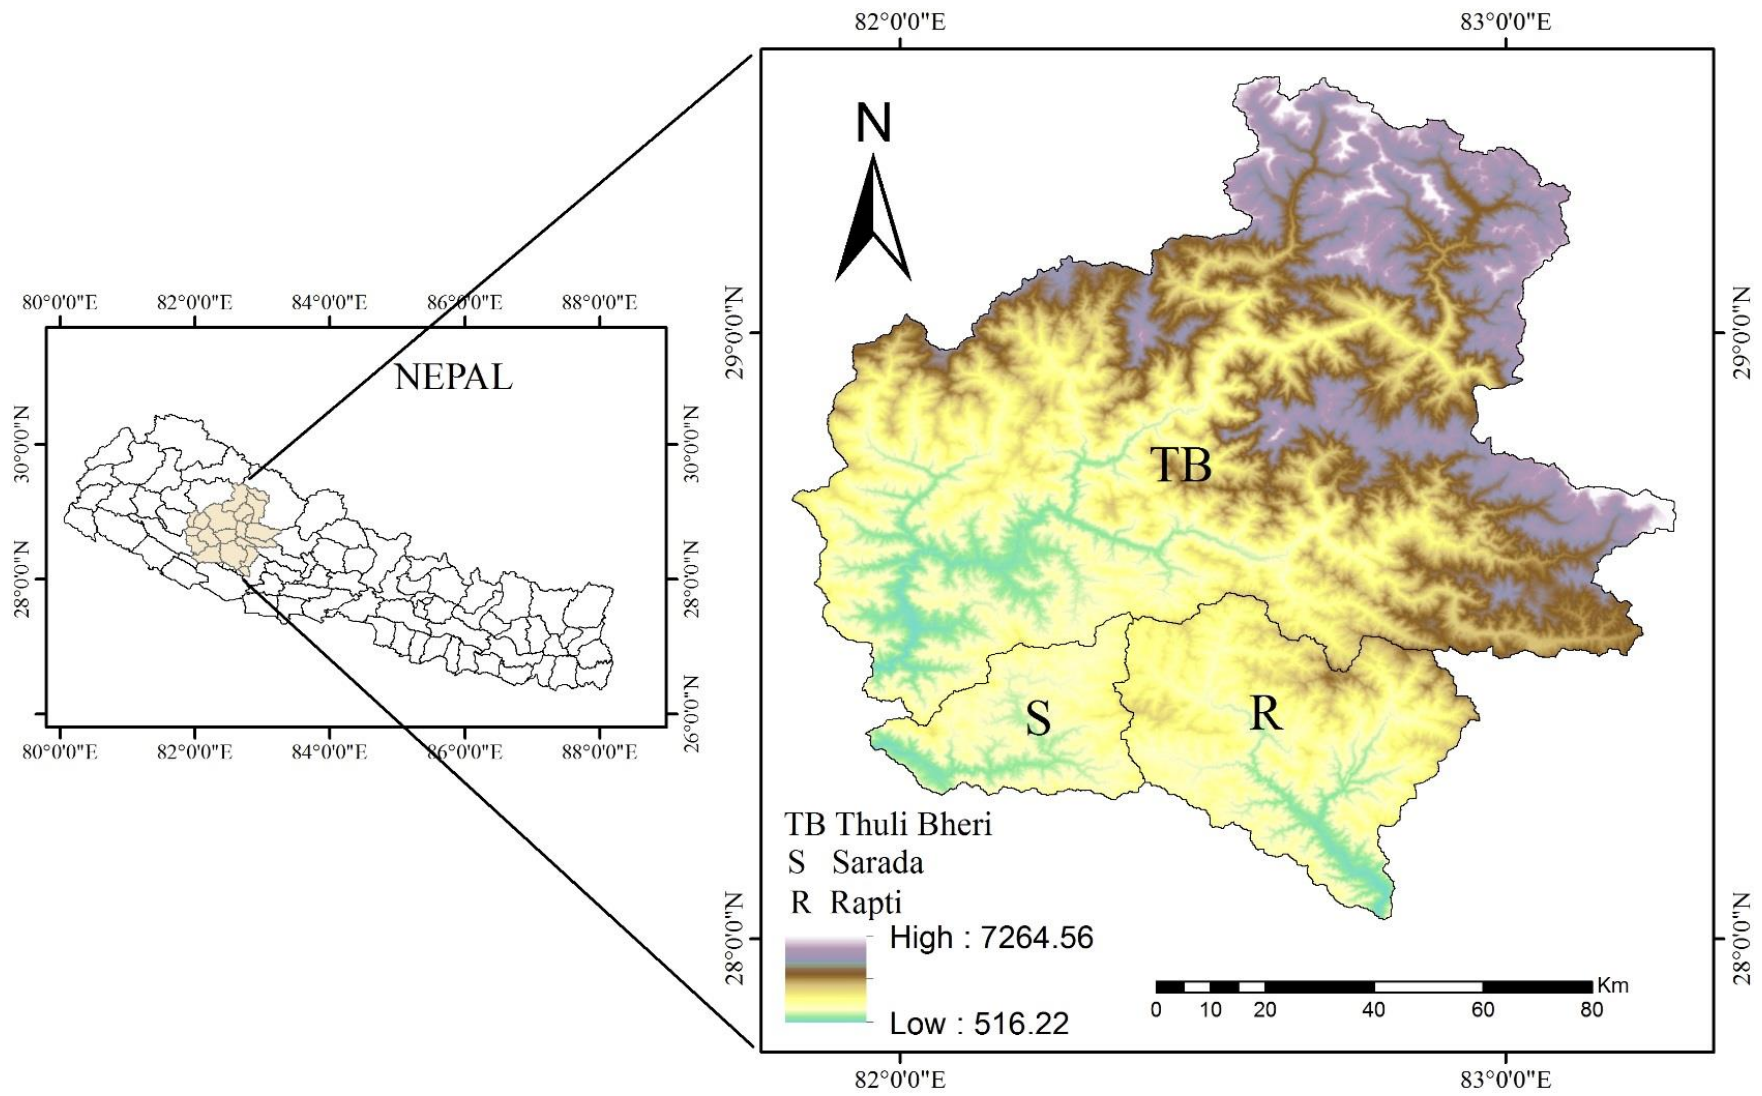 82°0'0"E 83°0'0"E
N
80°0'0"E 82°0'0"E 84°0'0"E 86°0'0"E 88°0'0"E
NEPAL
30°0'0"N 30°0'0"N
28°0'0"N 28°0'0"N
26°0'0"N
80°0'0"E 82°0'0"E 84°0'0"E 86°0'0"E 88°0'0"E
29°0'0"N 29°0'0"N
TB
S R
TB Thuli Bheri
S Sarada
R Rapti
High : 7264.56
Low : 516.22
28°0'0"N 28°0'0"N
Km
0 10 20 40 60 80
82°0'0"E 83°0'0"E